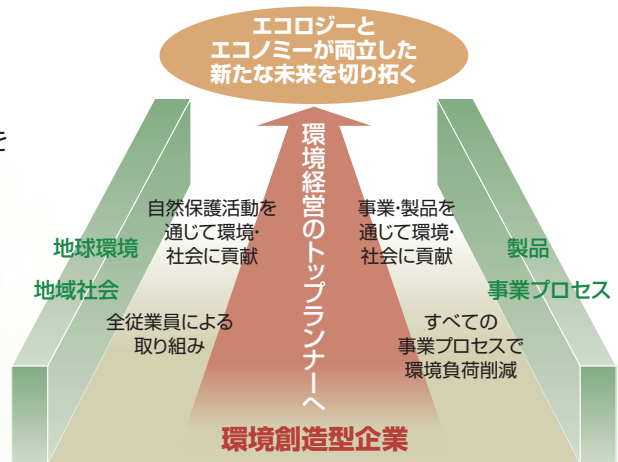 エコロジーと
エコノミーが両立した
新たな未来を切り拓く
を
環境経営のトップランナーへ
自然保護活動を
通じて環境・
社会に貢献
事業・製品を
通じて環境・
社会に貢献
地球環境
地域社会
製品
事業プロセス
全従業員による
取り組み
すべての
事業プロセスで
環境負荷削減
環境創造型企業